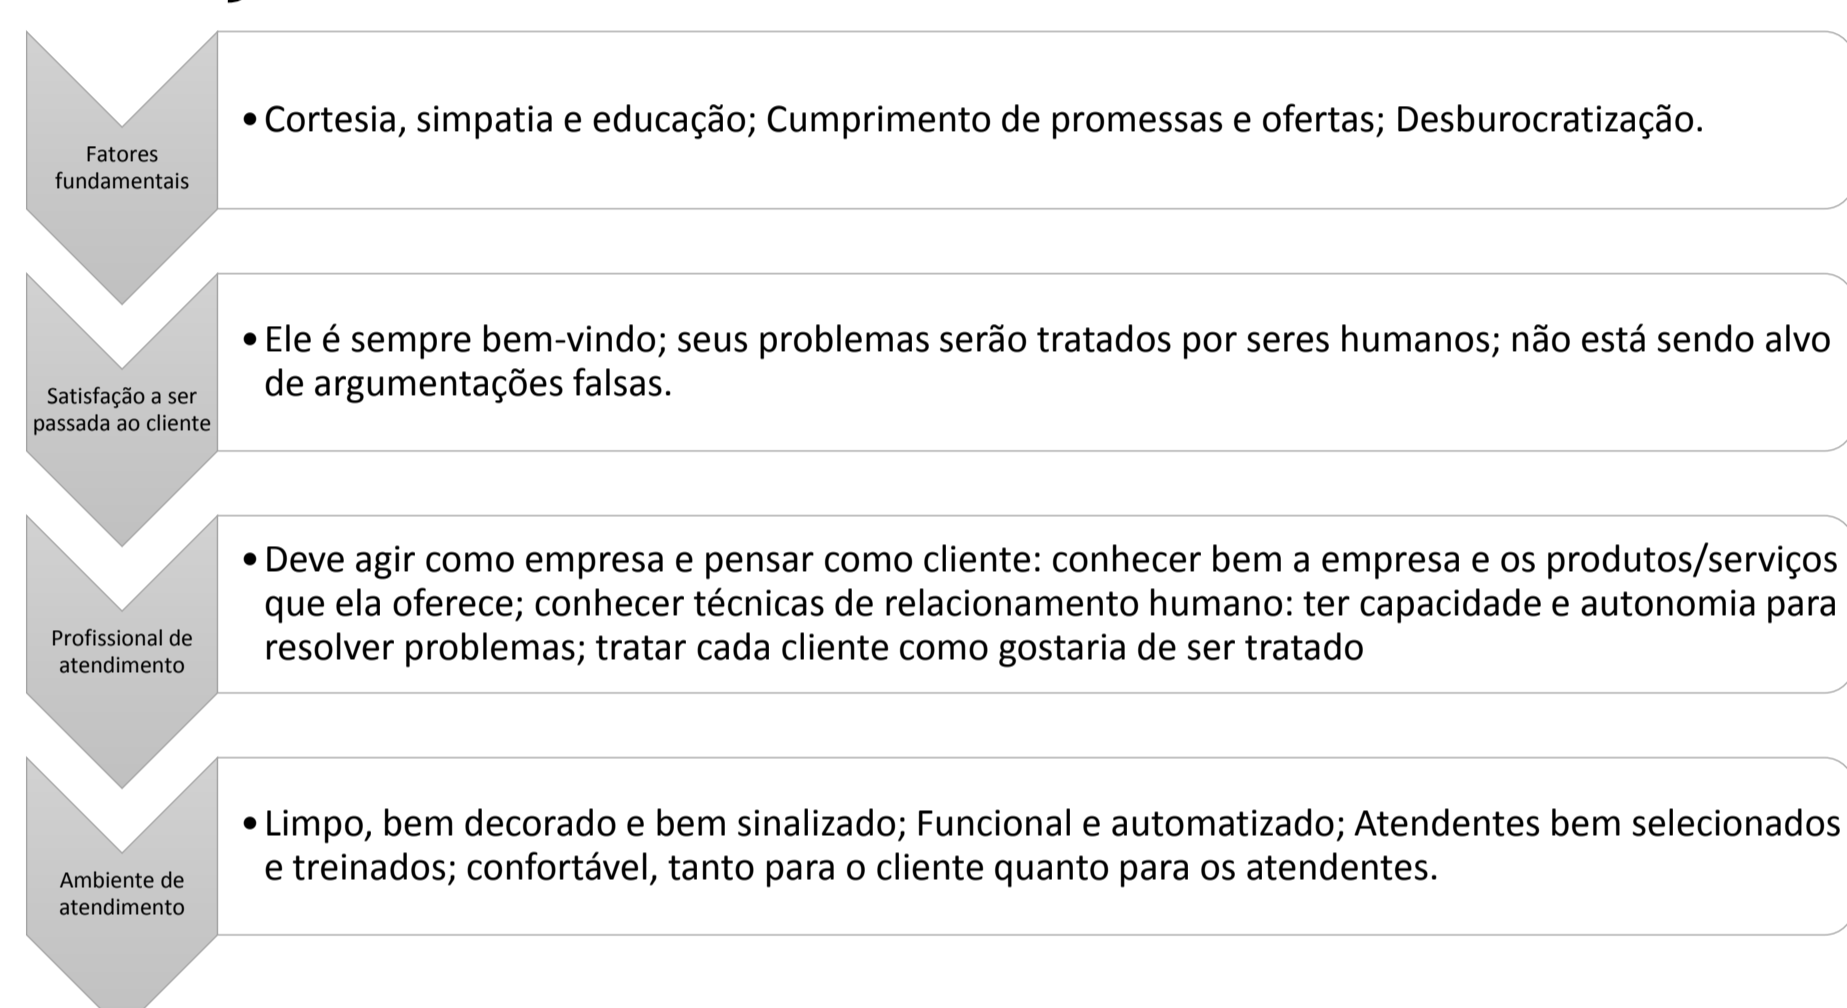 Fatores
fundamentais
• Cortesia, simpatia e educação; Cumprimento de promessas e ofertas; Desburocratização.
Satisfação a ser
passada ao cliente
• Ele é sempre bem-vindo; seus problemas serão tratados por seres humanos; não está sendo alvo
de argumentações falsas.
Profissional de
atendimento
• Deve agir como empresa e pensar como cliente: conhecer bem a empresa e os produtos/serviços
que ela oferece; conhecer técnicas de relacionamento humano: ter capacidade e autonomia para
resolver problemas; tratar cada cliente como gostaria de ser tratado
Ambiente de
atendimento
• Limpo, bem decorado e bem sinalizado; Funcional e automatizado; Atendentes bem selecionados
e treinados; confortável, tanto para o cliente quanto para os atendentes.